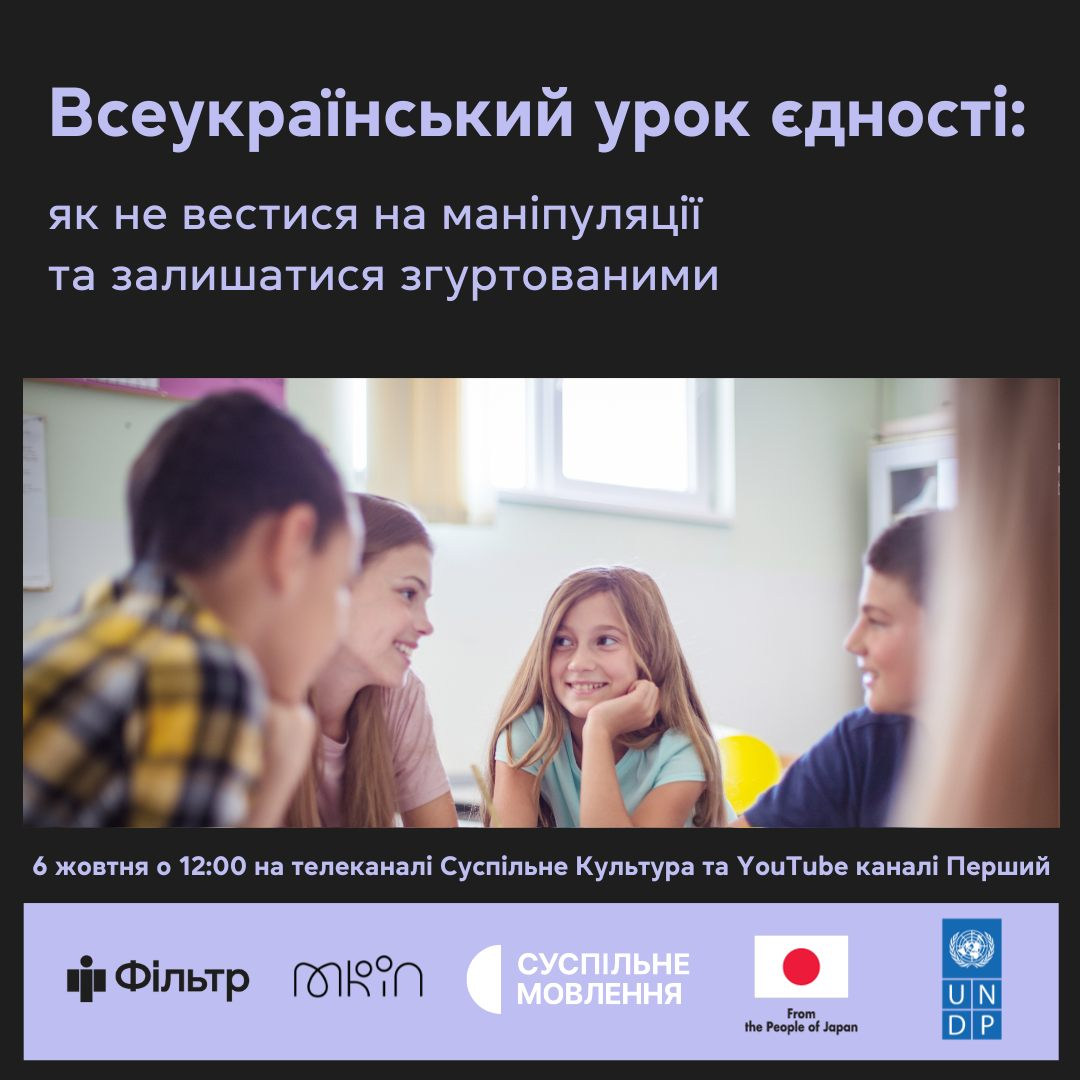 Всеукраїнський урок єдності:
як не вестися на маніпуляції
та залишатися згуртованими
6 жовтня о 12:00 на телеканалі Суспільне Культура та YouTube каналі Перший
Фільтр
мкіп
СУСПІЛЬНЕ
МОВЛЕННЯ
From
the People of Japan
U N
D P